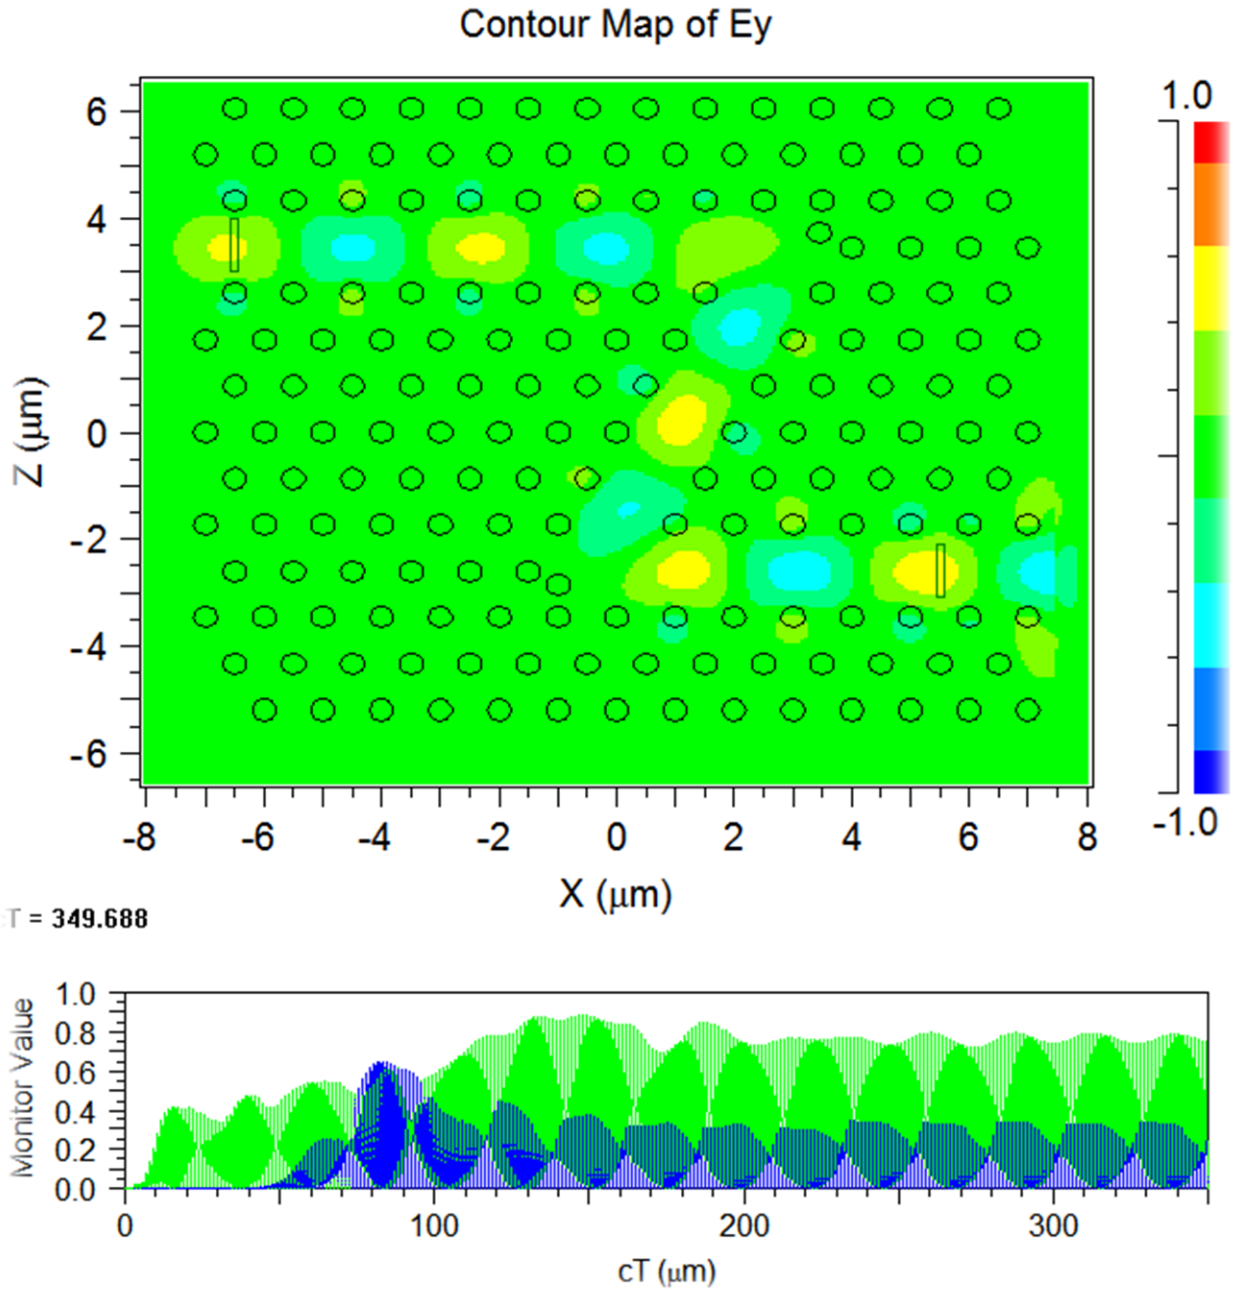 Contour Map of Ey
1.0
6
4
2
0
-2
-4
-6
Z (μm)
-8 -6 -4 -2 0 2 4 6 8
-1.0
X (μm)
T = 349.688
1.0
0.8
0.6
0.4
0.2
0.0
Monitor Value
0 100 200 300
cT (μm)